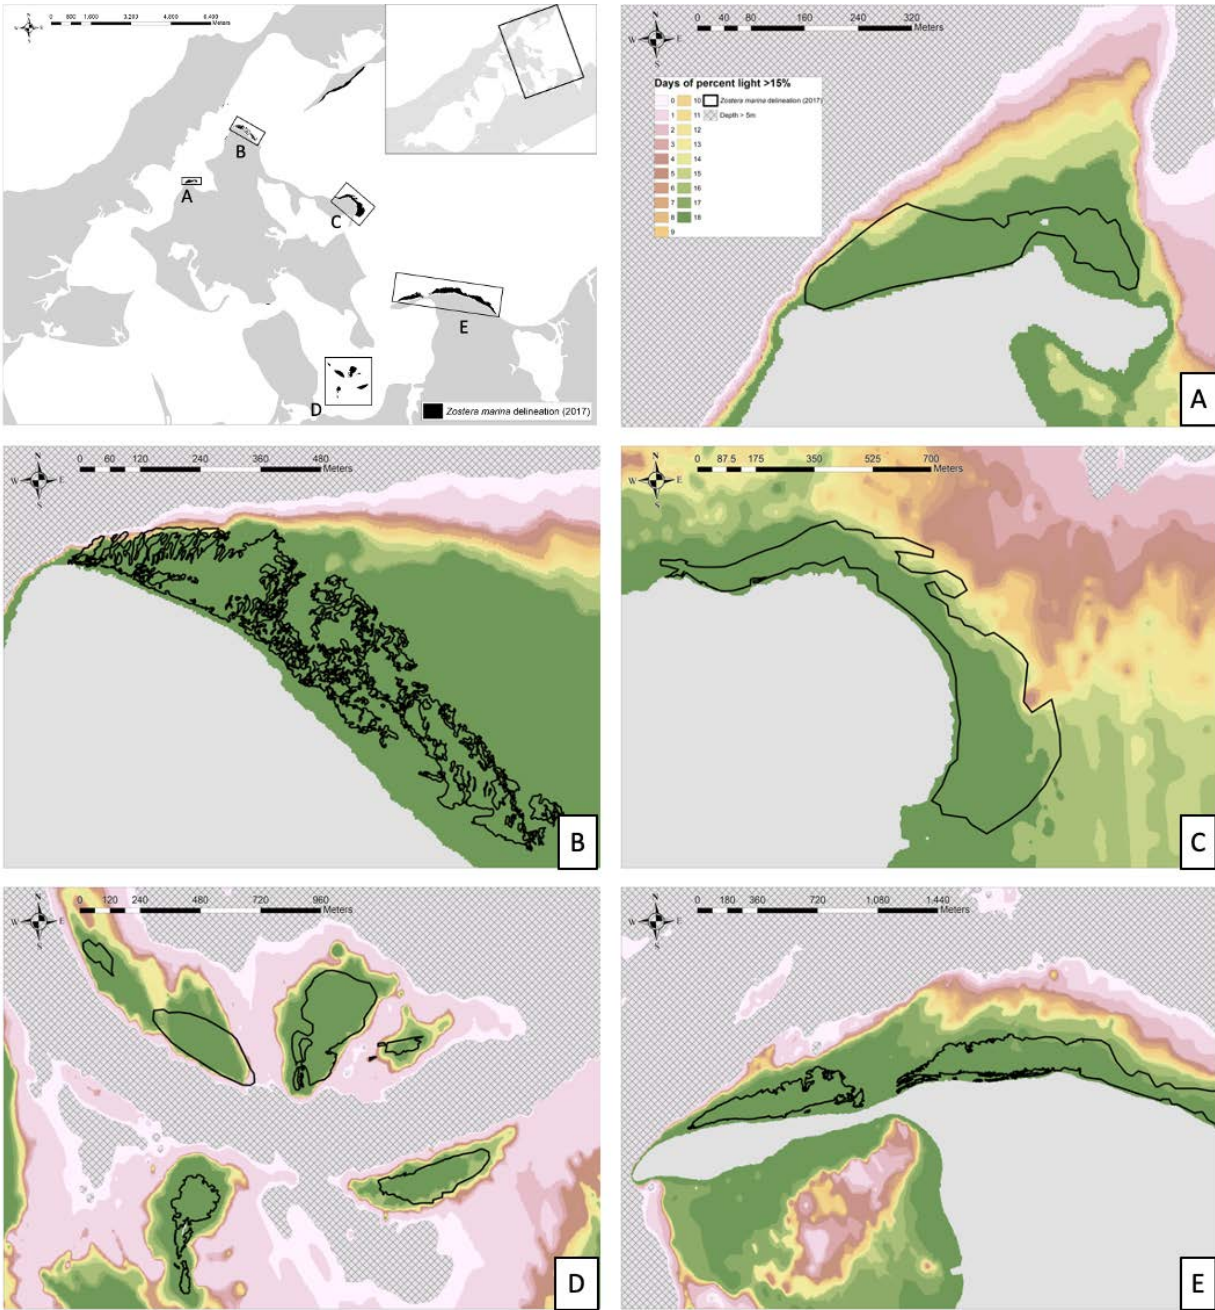 N
W E
S
0 800 1,600 3,200 4,800 6,400
Meters
A
B
C
D
E
Zostera marina delineation (2017)
N
W E
S
0 40 80 160 240 320
Meters
Days of percent light >15%
0 10 Zostera marina delineation (2017)
1 11 Depth > 5m
2 12
3 13
4 14
5 15
6 16
7 17
8 18
9
A
N
W E
S
0 60 120 240 360 480
Meters
B
N
W E
S
0 87.5 175 350 525 700
Meters
C
N
W E
S
0 120 240 480 720 960
Meters
D
N
W E
S
0 180 360 720 1,080 1,440
Meters
E